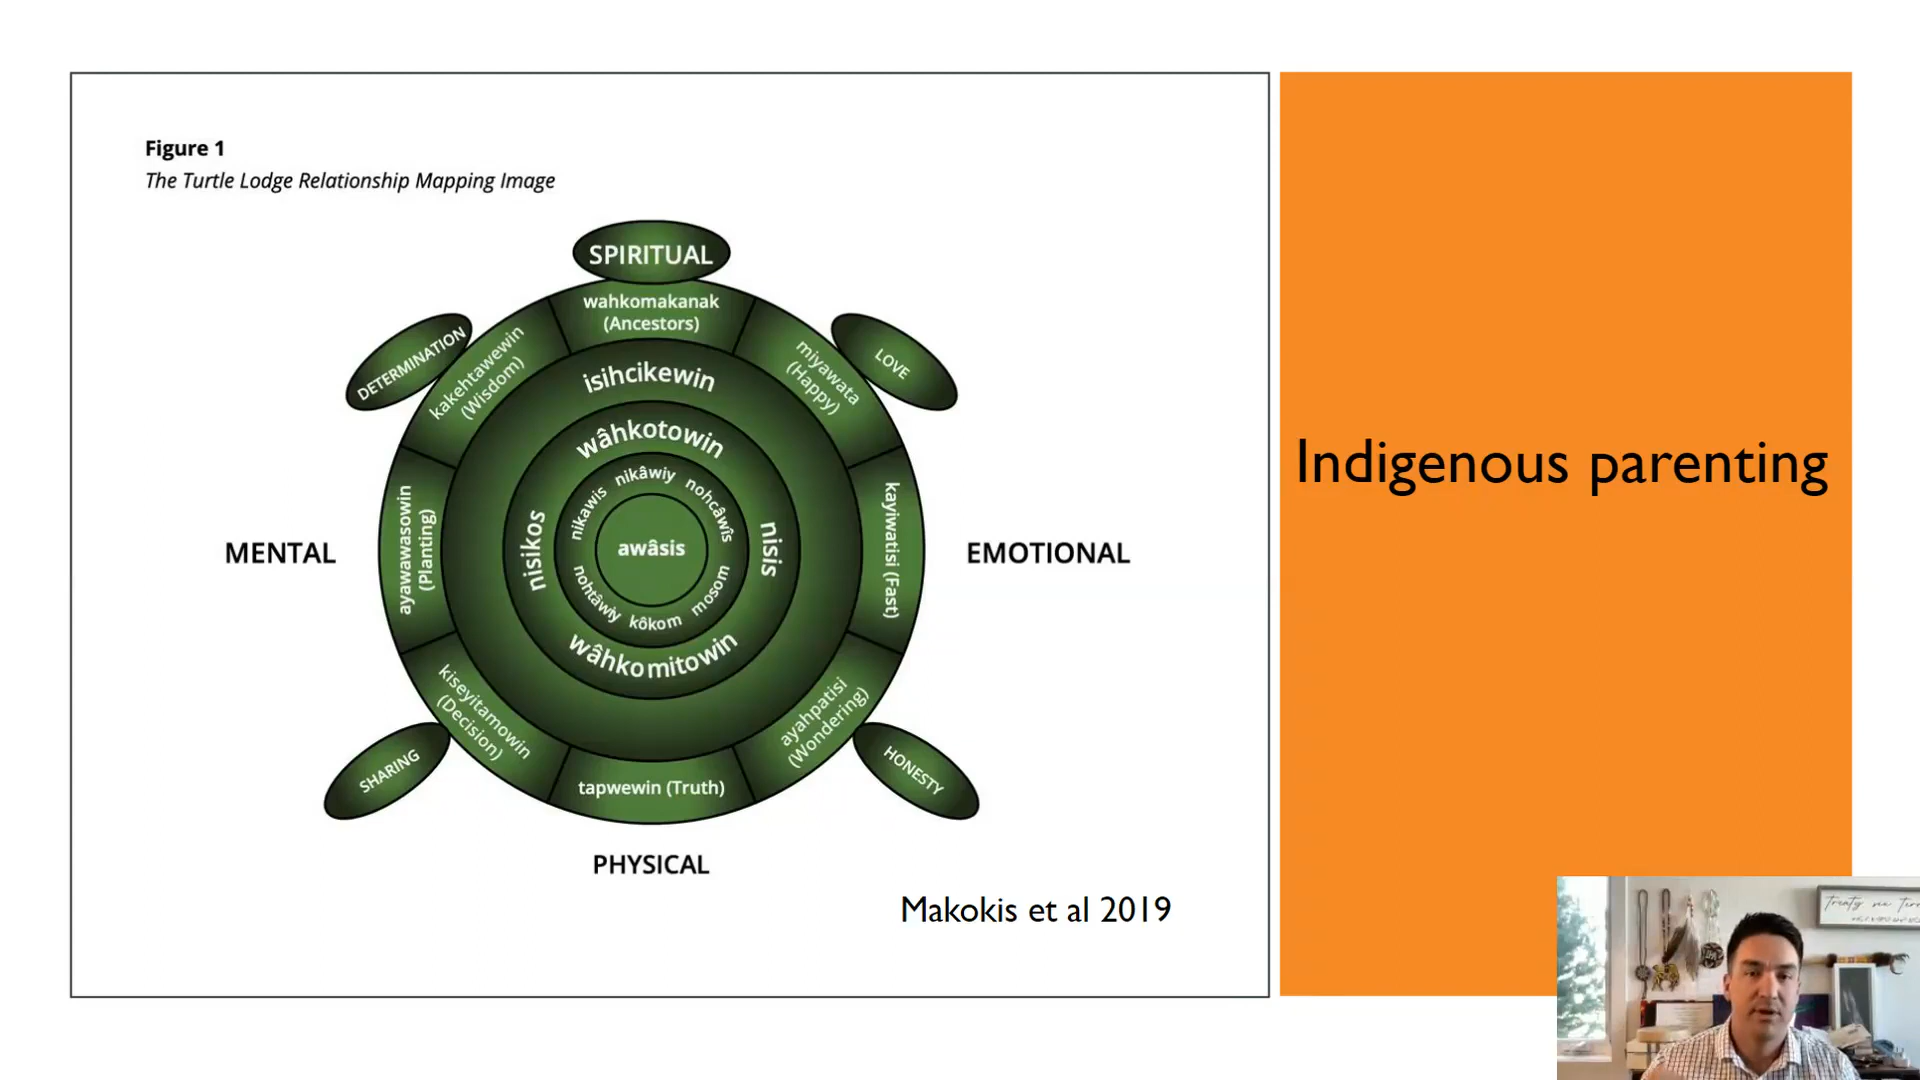 Figure 1
The Turtle Lodge Relationship Mapping Image
SPIRITUAL
DETERMINATION
LOVE
wahkomakanak
(Ancestors)
kakehtawewin
(Wisdom)
miyawata
(Happy)
isihcikewin
wâhkotowin
nikawis
nikâwiy
nohcâwîs
nisikos
awâsis
nisis
nohtâwiy
kôkom
mosom
wâhkomitowin
ayawawasowin
(Planting)
kayiwatisi (Fast)
MENTAL
EMOTIONAL
kiseyitamowin
(Decision)
ayahpatisi
(Wondering)
tapwewin (Truth)
SHARING
HONESTY
PHYSICAL
Makokis et al 2019
Indigenous parenting
treaty six